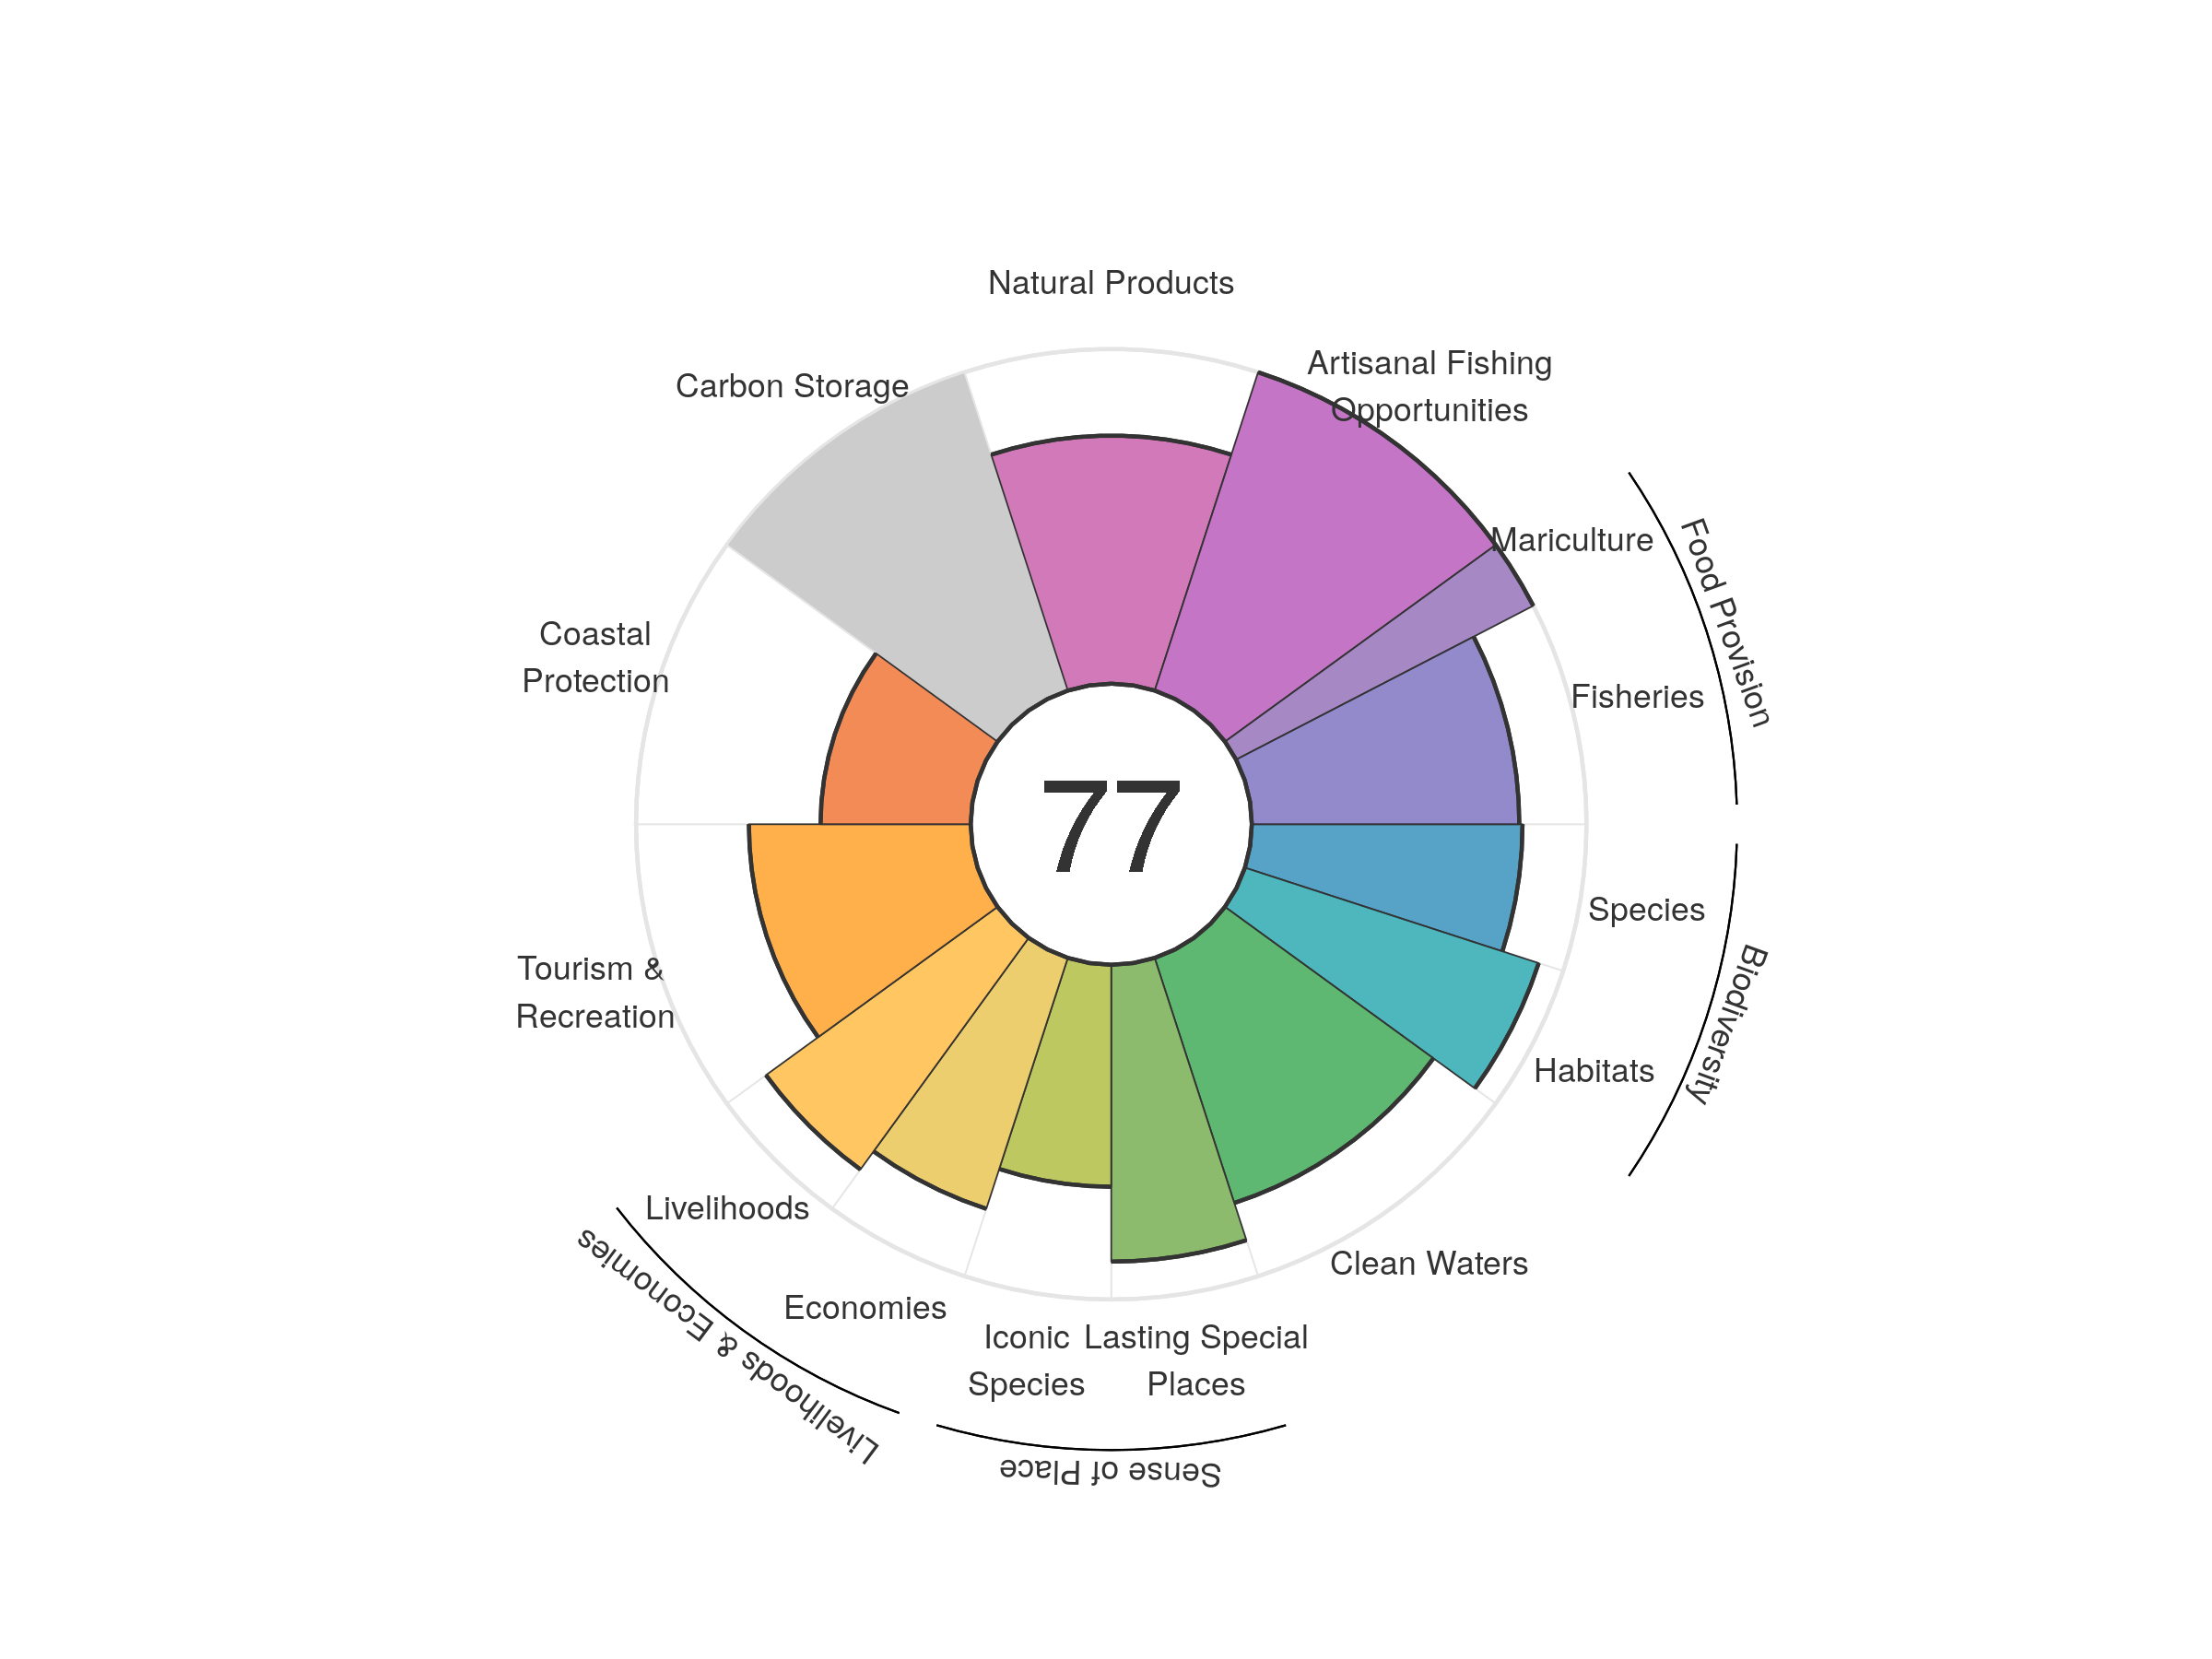 Natural Products
Artisanal Fishing
Opportunities
Carbon Storage
Mariculture
Food Provision
Coastal
Protection
Fisheries
77
Species
Biodiversity
Tourism &
Recreation
Habitats
Livelihoods
Clean Waters
Livelihoods & Economies
Economies
Iconic
Species
Lasting Special
Places
Sense of Place